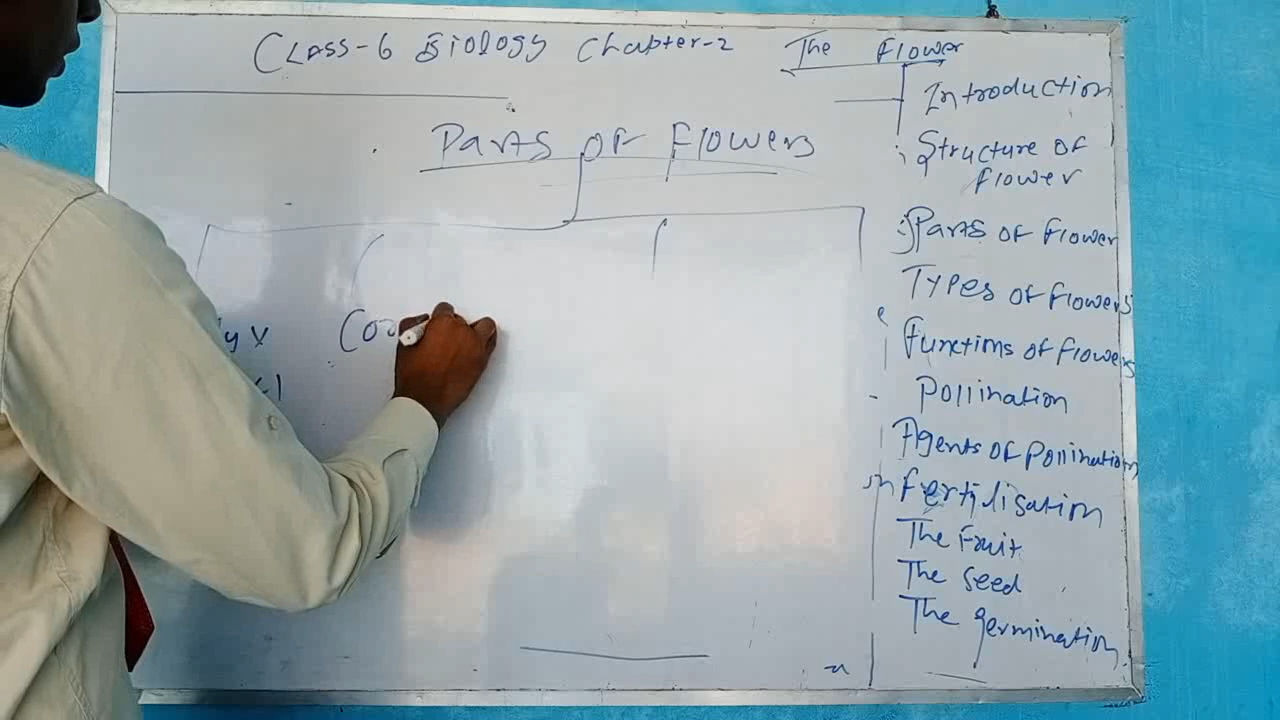 Class-6 Biology Chapter-2 The Flower
Parts of Flowers
Introduction
Structure of
flower
Parts of flower
Types of flowers
Functions of flowers
Pollination
Agents of pollination
Fertilisation
The Fruit
The seed
The germination